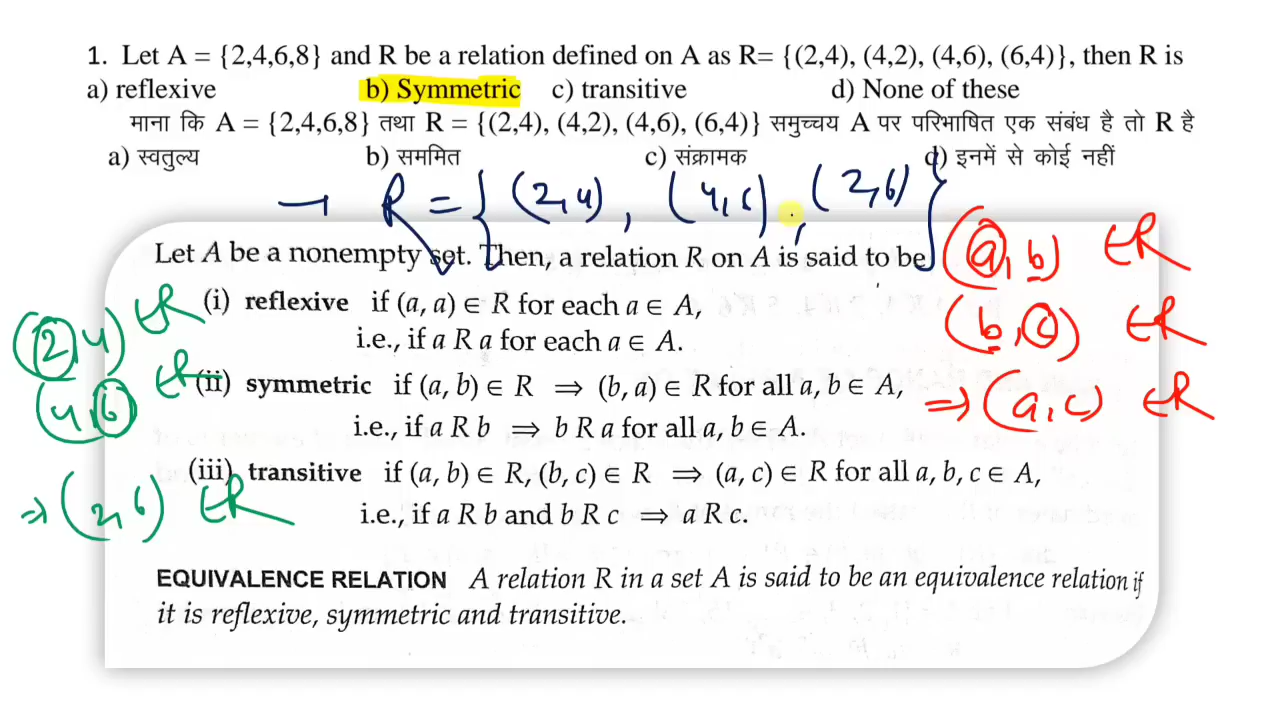 1. Let A = {2,4,6,8} and R be a relation defined on A as R= {(2,4), (4,2), (4,6), (6,4)}, then R is
a) reflexive b) Symmetric c) transitive d) None of these
माना कि A = {2,4,6,8} तथा R = {(2,4), (4,2), (4,6), (6,4)} समुच्चय A पर परिभाषित एक संबंध है तो R है
a) स्वतुल्य b) सममित c) संक्रामक d) इनमें से कोई नहीं
→ R = {(2,4), (4,6), (2,6)}
Let A be a nonempty set. Then, a relation R on A is said to be
(i) reflexive if (a, a) ∈ R for each a ∈ A,
i.e., if a R a for each a ∈ A.
(ii) symmetric if (a, b) ∈ R ⟹ (b, a) ∈ R for all a, b ∈ A,
i.e., if a R b ⟹ b R a for all a, b ∈ A.
(iii) transitive if (a, b) ∈ R, (b, c) ∈ R ⟹ (a, c) ∈ R for all a, b, c ∈ A,
i.e., if a R b and b R c ⟹ a R c.
EQUIVALENCE RELATION A relation R in a set A is said to be an equivalence relation if
it is reflexive, symmetric and transitive.
(2,4) ∈R
(4,6) ∈R
⇒ (2,6) ∈R
(a,b) ∈R
(b,c) ∈R
⇒ (a,c) ∈R